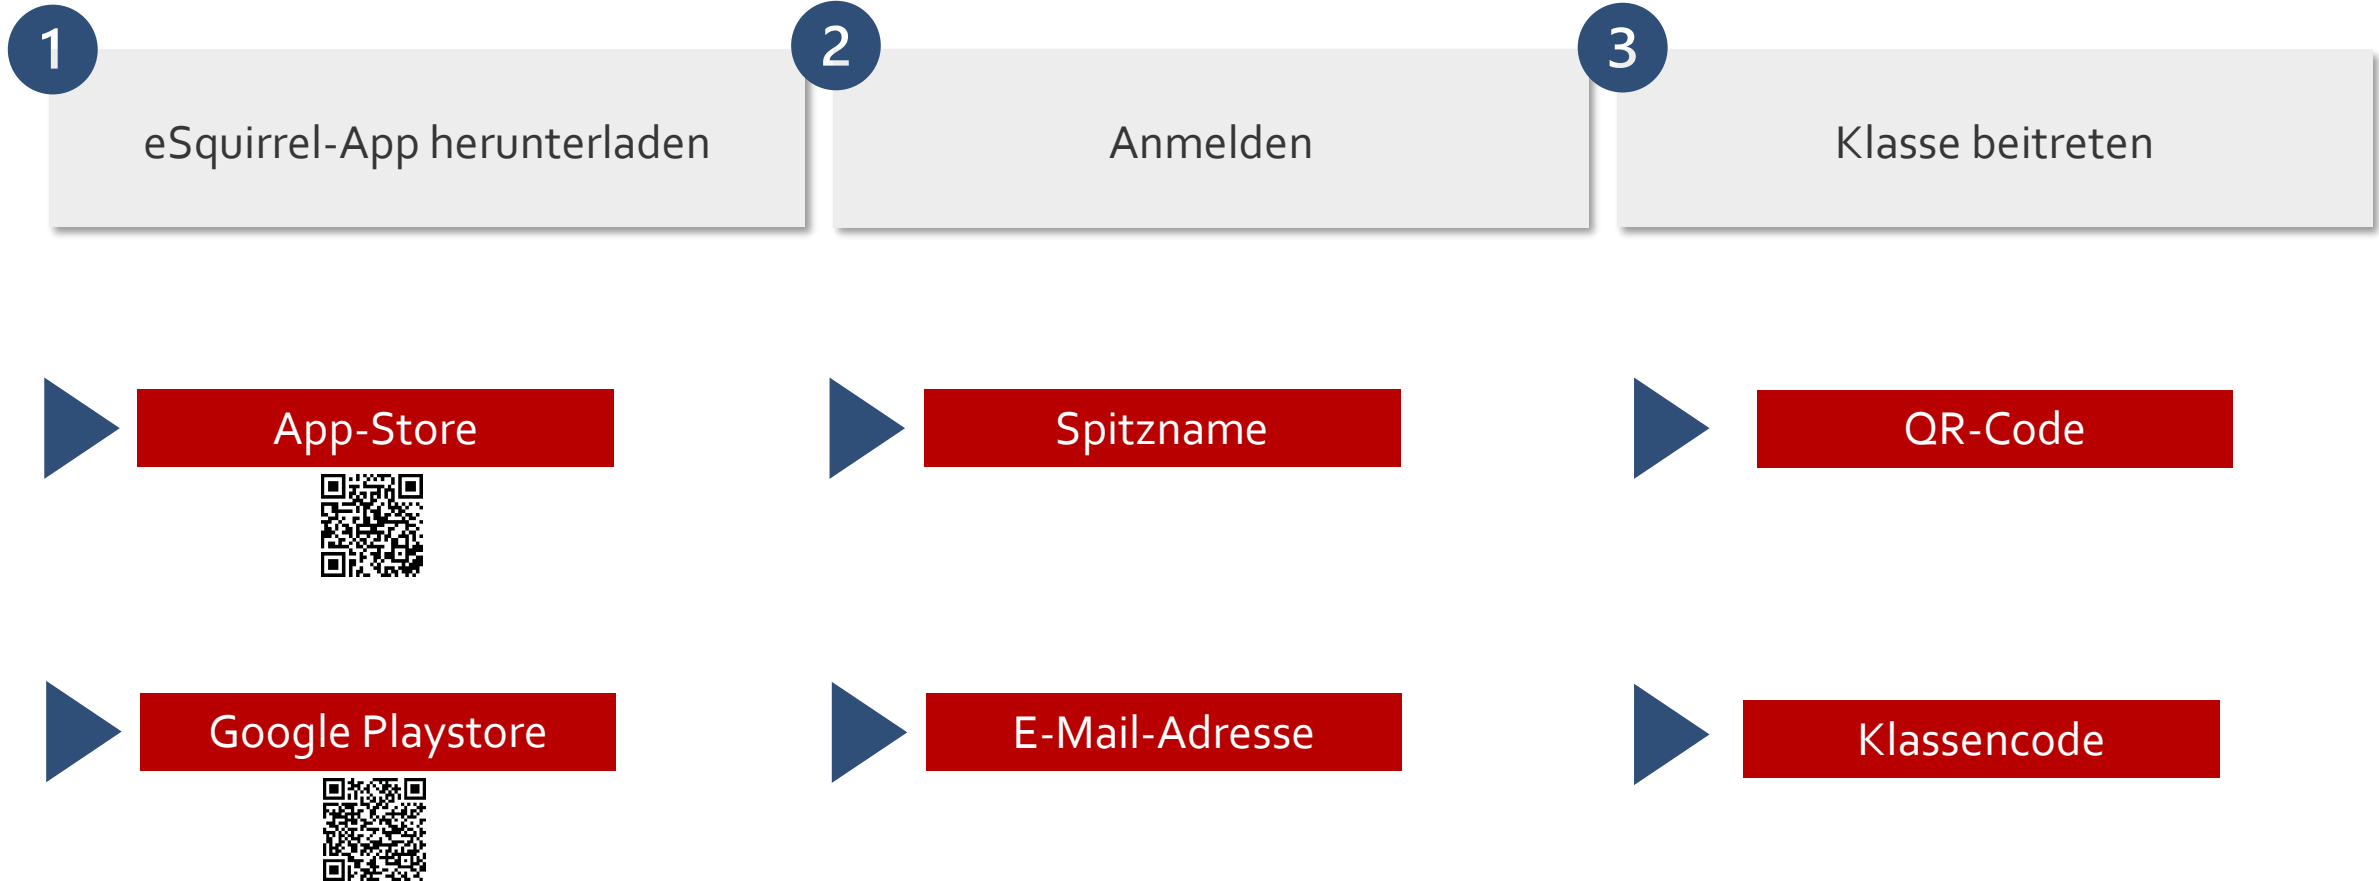 1
eSquirrel-App herunterladen
2
Anmelden
3
Klasse beitreten
App-Store
Spitzname
QR-Code
Google Playstore
E-Mail-Adresse
Klassencode